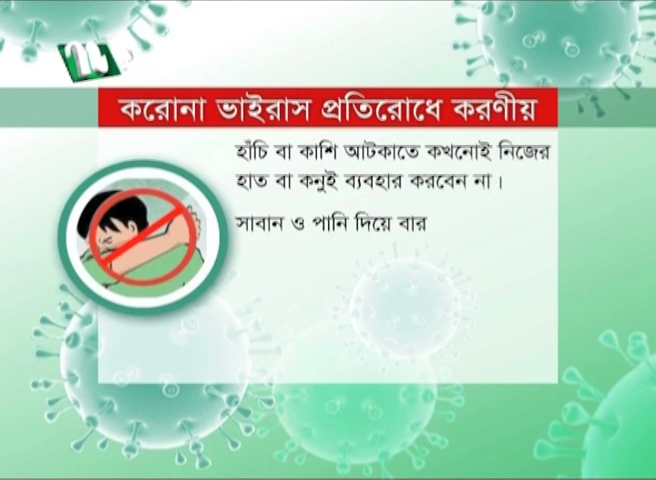 করোনা ভাইরাস প্রতিরোধে করণীয়
হাঁচি বা কাশি আটকাতে কখনোই নিজের
হাত বা কনুই ব্যবহার করবেন না।
সাবান ও পানি দিয়ে বার